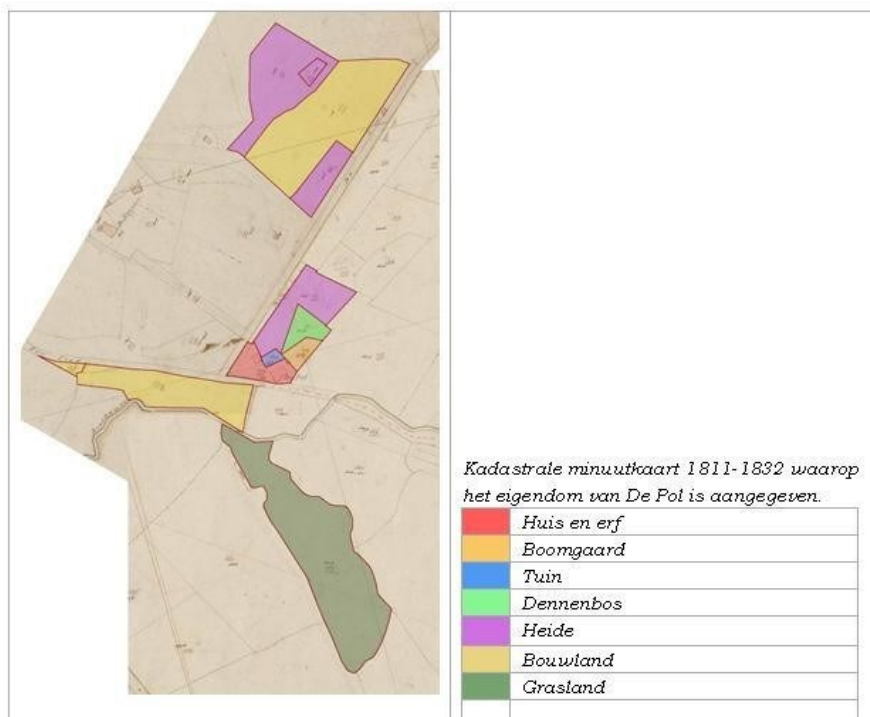 Kadastrale minuutkaart 1811-1832 waarop
het eigendom van De Pol is aangegeven.
Huis en erf
Boomgaard
Tuin
Dennenbos
Heide
Bouwland
Grasland